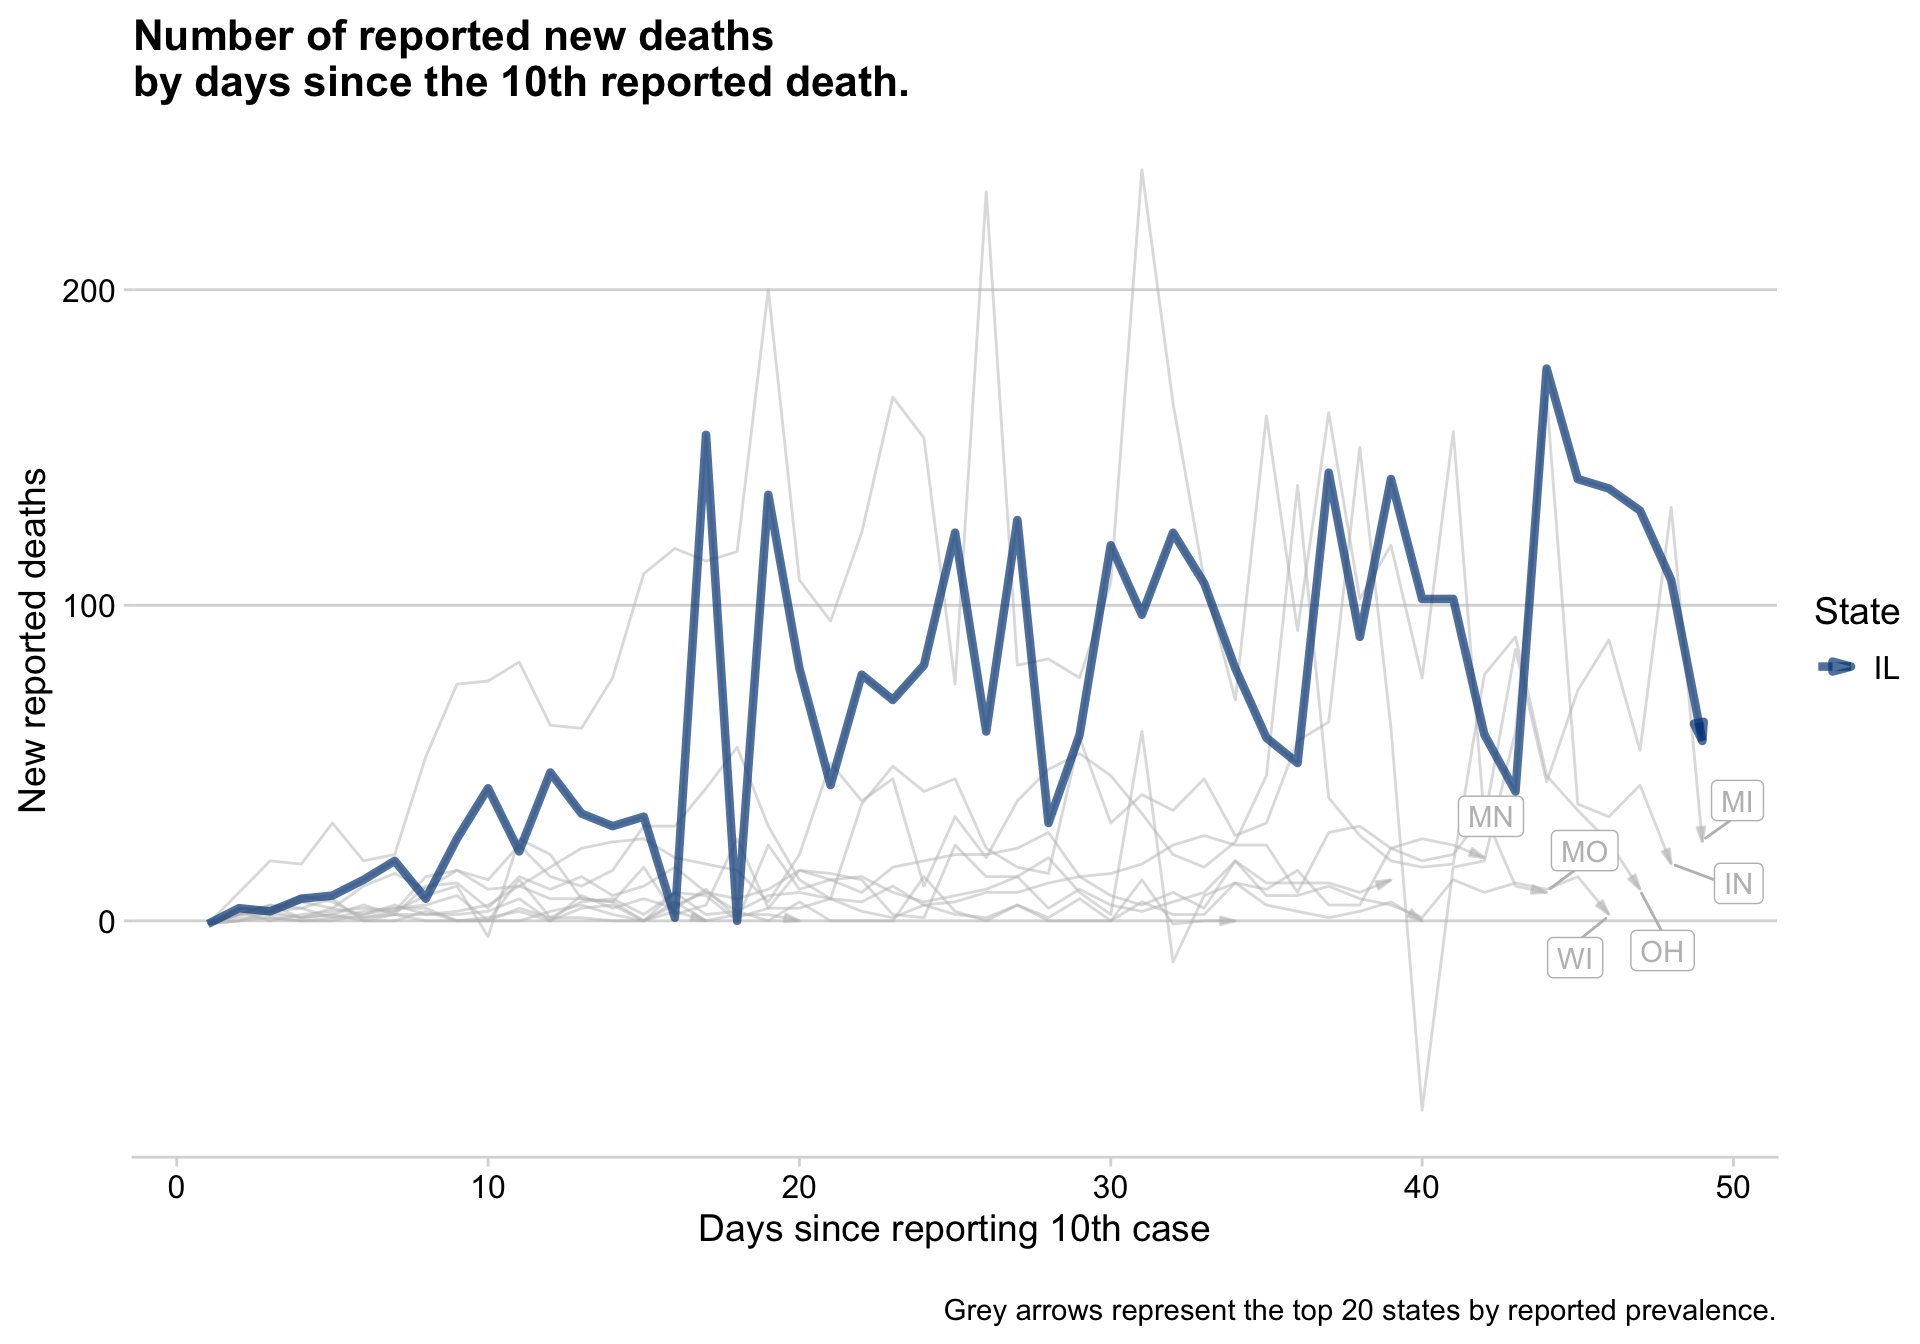 Number of reported new deaths
by days since the 10th reported death.
New reported deaths
200
100
0
MN
MO
MI
IN
WI
OH
State
IL
0 10 20 30 40 50
Days since reporting 10th case
Grey arrows represent the top 20 states by reported prevalence.